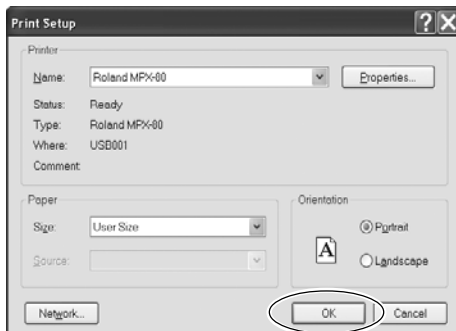 Print Setup
Printer
Name: Roland MPX-80 Properties...
Status: Ready
Type: Roland MPX-80
Where: USB001
Comment:
Paper
Orientation
Size: User Size
Portrait
A
Source:
Landscape
Network... OK Cancel